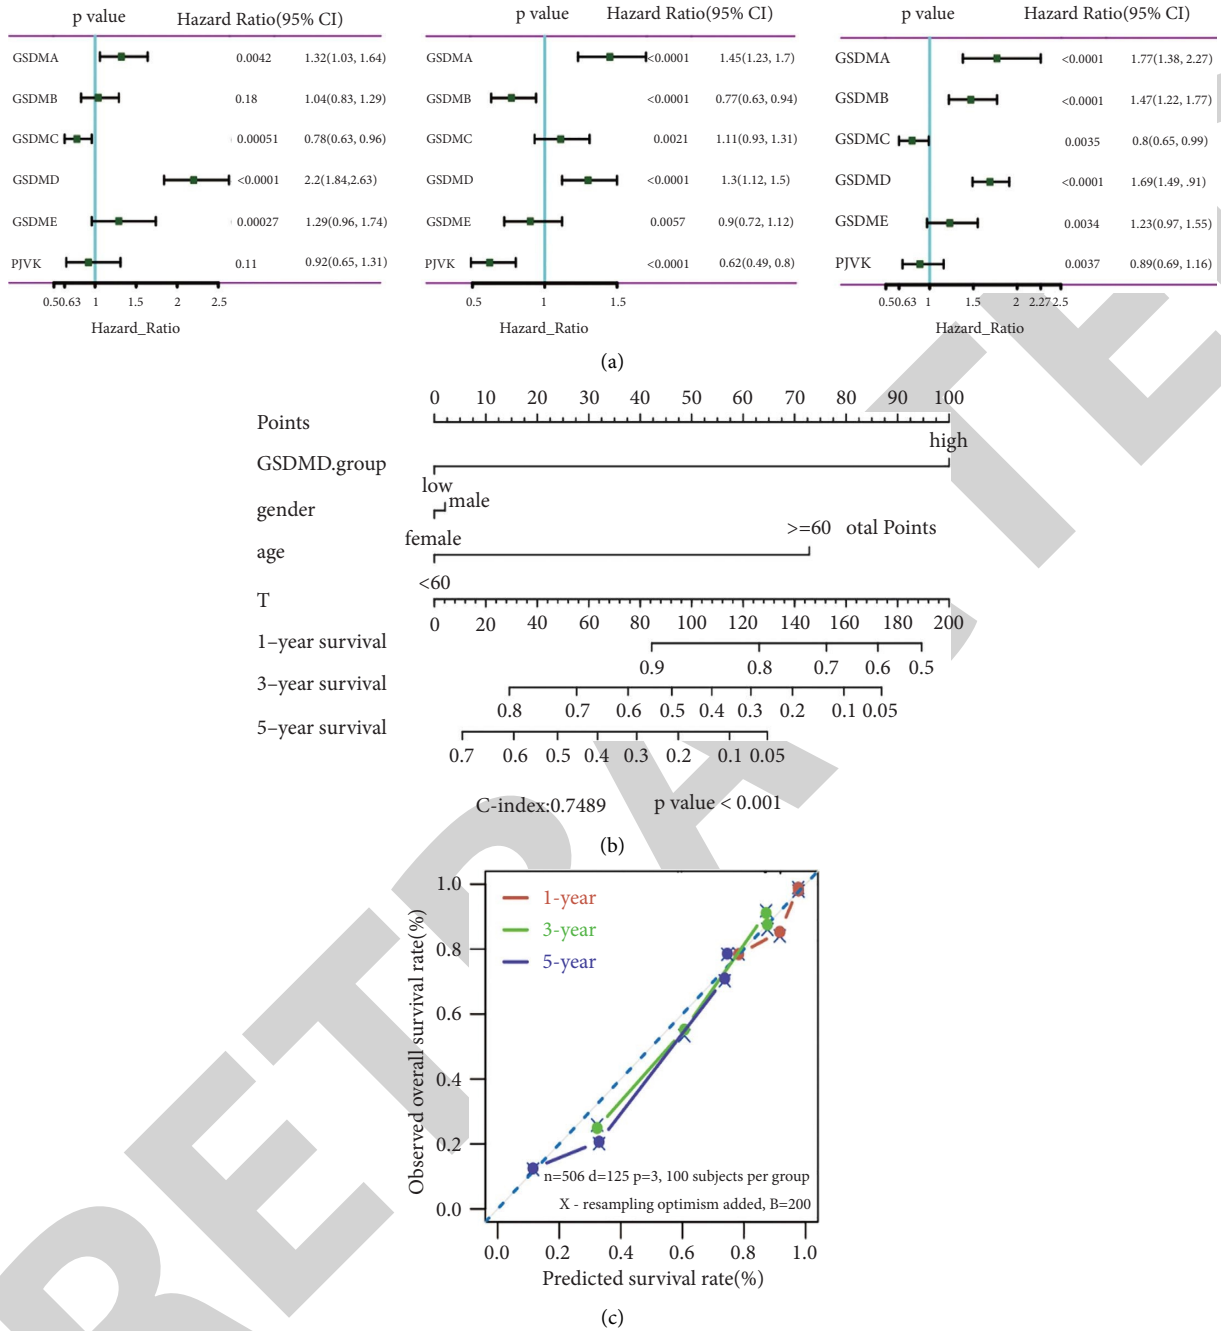 p value Hazard Ratio(95% CI)
GSDMA 0.0042 1.32(1.03, 1.64)
GSDMB 0.18 1.04(0.83, 1.29)
GSDMC 0.00051 0.78(0.63, 0.96)
GSDMD <0.0001 2.2(1.84,2.63)
GSDME 0.00027 1.29(0.96, 1.74)
PJVK 0.11 0.92(0.65, 1.31)
0.50.63 1 1.5 2 2.5
Hazard_Ratio
p value Hazard Ratio(95% CI)
GSDMA <0.0001 1.45(1.23, 1.7)
GSDMB <0.0001 0.77(0.63, 0.94)
GSDMC 0.0021 1.11(0.93, 1.31)
GSDMD <0.0001 1.3(1.12, 1.5)
GSDME 0.0057 0.9(0.72, 1.12)
PJVK <0.0001 0.62(0.49, 0.8)
0.5 1 1.5
Hazard_Ratio
p value Hazard Ratio(95% CI)
GSDMA <0.0001 1.77(1.38, 2.27)
GSDMB <0.0001 1.47(1.22, 1.77)
GSDMC 0.0035 0.8(0.65, 0.99)
GSDMD <0.0001 1.69(1.49, .91)
GSDME 0.0034 1.23(0.97, 1.55)
PJVK 0.0037 0.89(0.69, 1.16)
0.50.63 1 1.5 2 2.272.5
Hazard_Ratio
(a)
0 10 20 30 40 50 60 70 80 90 100
Points
high
GSDMD.group
low
male
gender
female
>=60 otal Points
age
<60
T
0 20 40 60 80 100 120 140 160 180 200
1–year survival
0.9 0.8 0.7 0.6 0.5
3–year survival
0.8 0.7 0.6 0.5 0.4 0.3 0.2 0.1 0.05
5–year survival
0.7 0.6 0.5 0.4 0.3 0.2 0.1 0.05
C-index:0.7489 p value < 0.001
(b)
Observed overall survival rate(%)
1.0
0.8
0.6
0.4
0.2
0.0
1-year
3-year
5-year
n=506 d=125 p=3, 100 subjects per group
X - resampling optimism added, B=200
0.0 0.2 0.4 0.6 0.8 1.0
Predicted survival rate(%)
(c)
RETRACTE